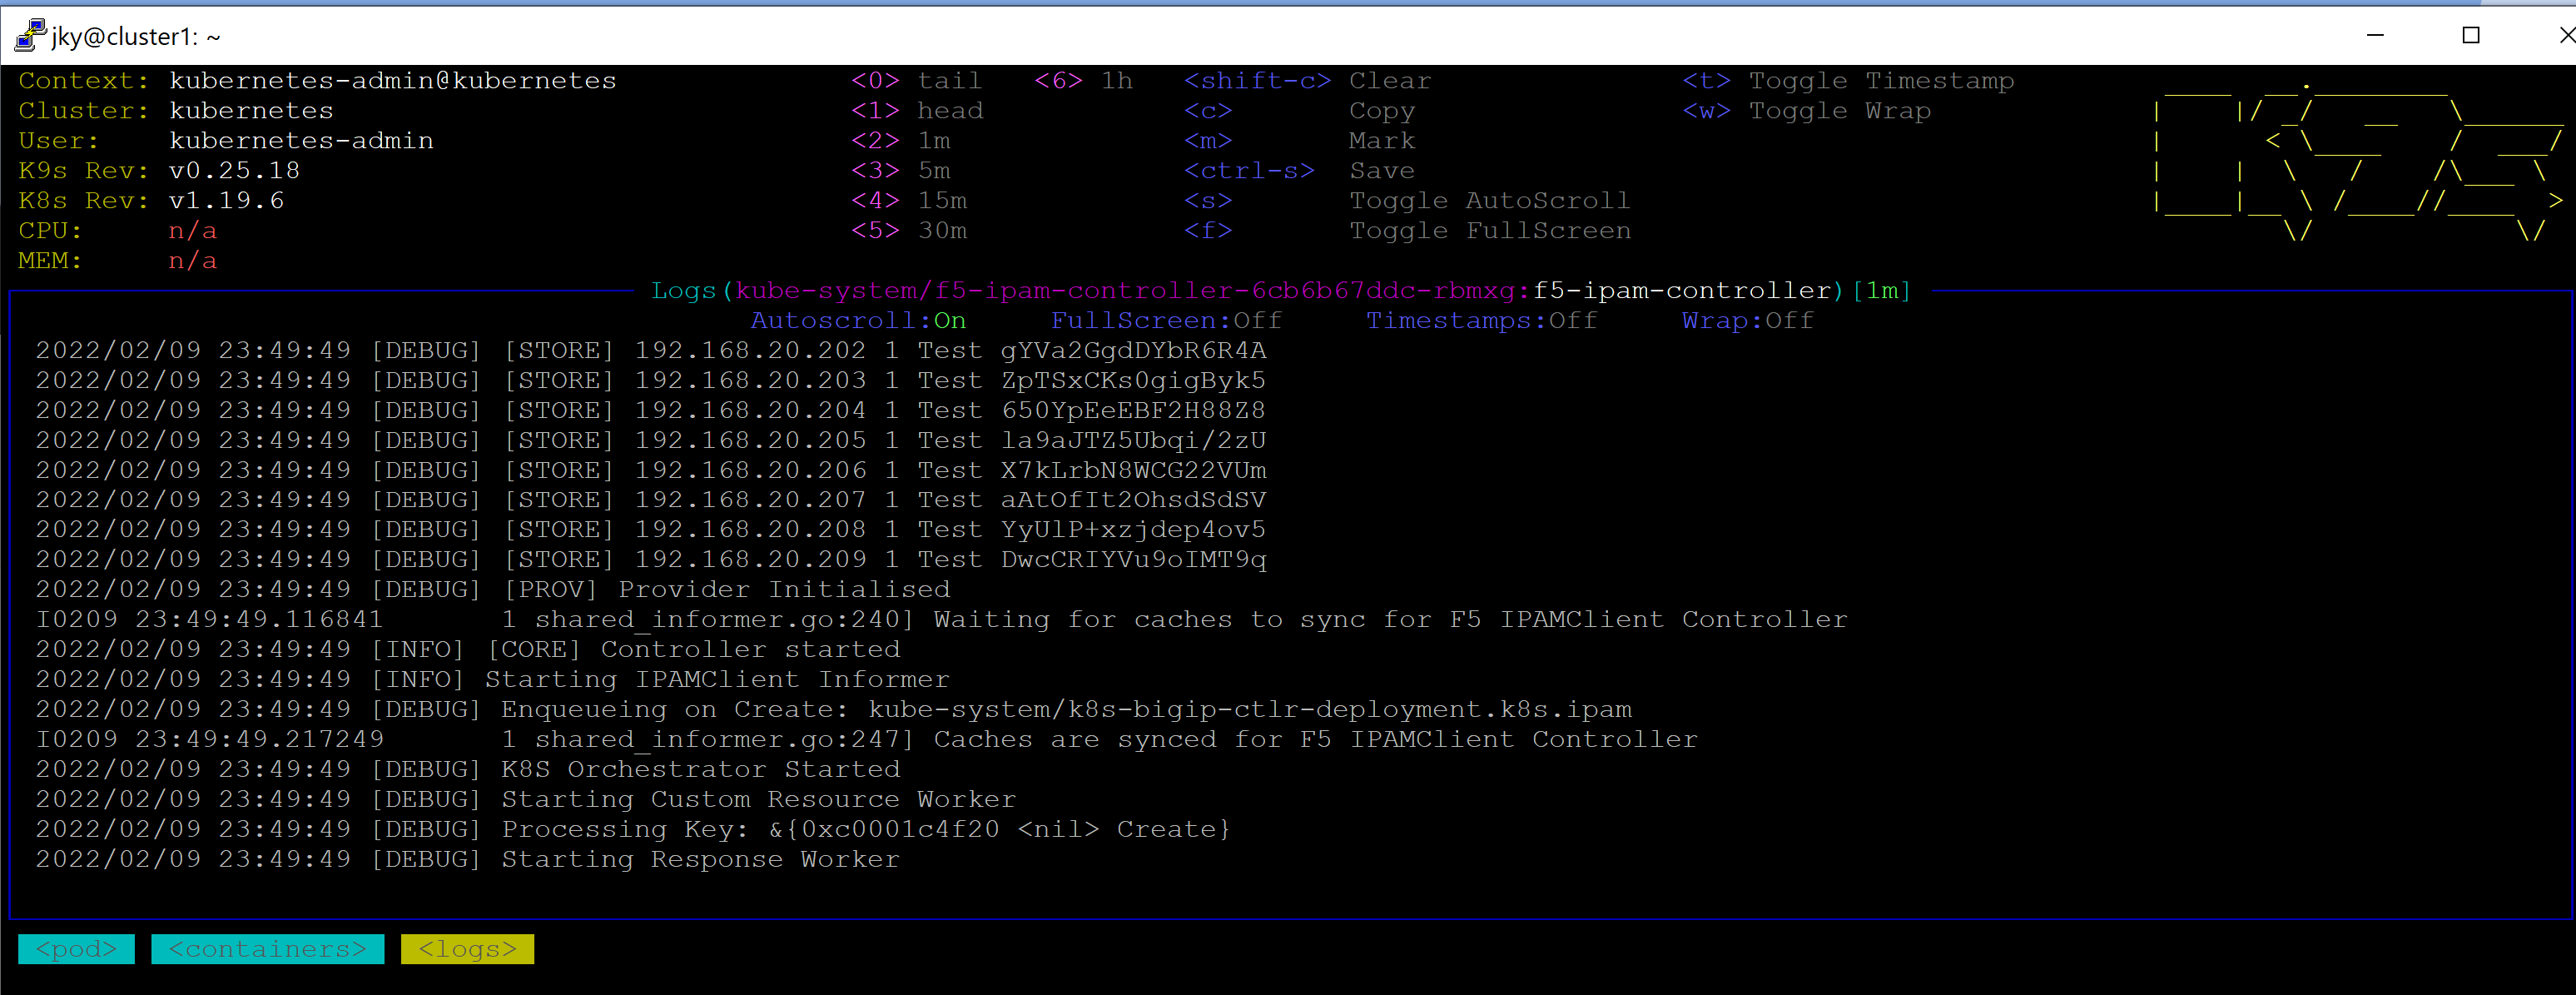 jky@cluster1: ~
Context: kubernetes-admin@kubernetes <0> tail <6> 1h <shift-c> Clear <t> Toggle Timestamp
Cluster: kubernetes <1> head <c> Copy <w> Toggle Wrap
User: kubernetes-admin <2> 1m <m> Mark
K9s Rev: v0.25.18 <3> 5m <ctrl-s> Save
K8s Rev: v1.19.6 <4> 15m <s> Toggle AutoScroll
CPU: n/a <5> 30m <f> Toggle FullScreen
MEM: n/a
K9s
Logs(kube-system/f5-ipam-controller-6cb6b67ddc-rbmxg:f5-ipam-controller)[1m]
Autoscroll:On FullScreen:Off Timestamps:Off Wrap:Off
2022/02/09 23:49:49 [DEBUG] [STORE] 192.168.20.202 1 Test gYVa2GgdDYbR6R4A
2022/02/09 23:49:49 [DEBUG] [STORE] 192.168.20.203 1 Test ZpTSxCKs0gigByk5
2022/02/09 23:49:49 [DEBUG] [STORE] 192.168.20.204 1 Test 650YpEeEBF2H88Z8
2022/02/09 23:49:49 [DEBUG] [STORE] 192.168.20.205 1 Test la9aJTZ5Ubqi/2zU
2022/02/09 23:49:49 [DEBUG] [STORE] 192.168.20.206 1 Test X7kLrbN8WCG22VUm
2022/02/09 23:49:49 [DEBUG] [STORE] 192.168.20.207 1 Test aAtOfIt2OhsdSdSV
2022/02/09 23:49:49 [DEBUG] [STORE] 192.168.20.208 1 Test YyUlP+xzjdep4ov5
2022/02/09 23:49:49 [DEBUG] [STORE] 192.168.20.209 1 Test DwcCRIYVu9oIMT9q
2022/02/09 23:49:49 [DEBUG] [PROV] Provider Initialised
I0209 23:49:49.116841 1 shared_informer.go:240] Waiting for caches to sync for F5 IPAMClient Controller
2022/02/09 23:49:49 [INFO] [CORE] Controller started
2022/02/09 23:49:49 [INFO] Starting IPAMClient Informer
2022/02/09 23:49:49 [DEBUG] Enqueueing on Create: kube-system/k8s-bigip-ctlr-deployment.k8s.ipam
I0209 23:49:49.217249 1 shared_informer.go:247] Caches are synced for F5 IPAMClient Controller
2022/02/09 23:49:49 [DEBUG] K8S Orchestrator Started
2022/02/09 23:49:49 [DEBUG] Starting Custom Resource Worker
2022/02/09 23:49:49 [DEBUG] Processing Key: &{0xc0001c4f20 <nil> Create}
2022/02/09 23:49:49 [DEBUG] Starting Response Worker
<pod> <containers> <logs>